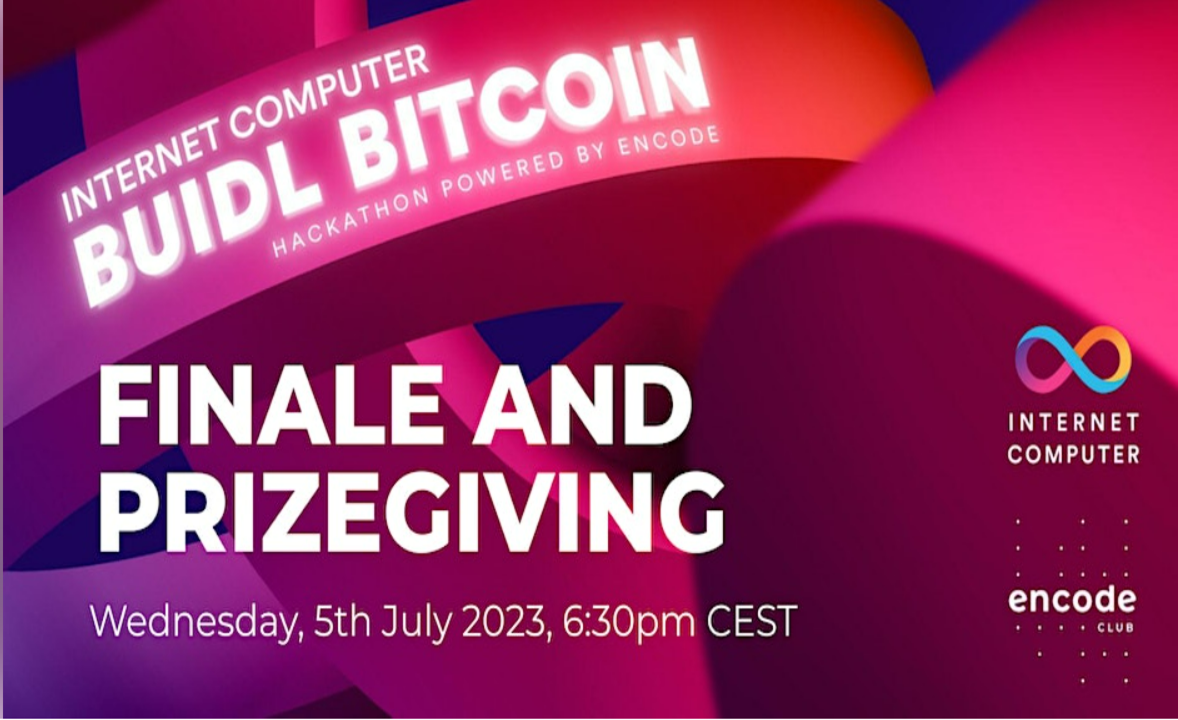 INTERNET COMPUTER
BUIDL BITCOIN
HACKATHON POWERED BY ENCODE
FINALE AND
PRIZEGIVING
Wednesday, 5th July 2023, 6:30pm CEST
INTERNET
COMPUTER
encode
CLUB